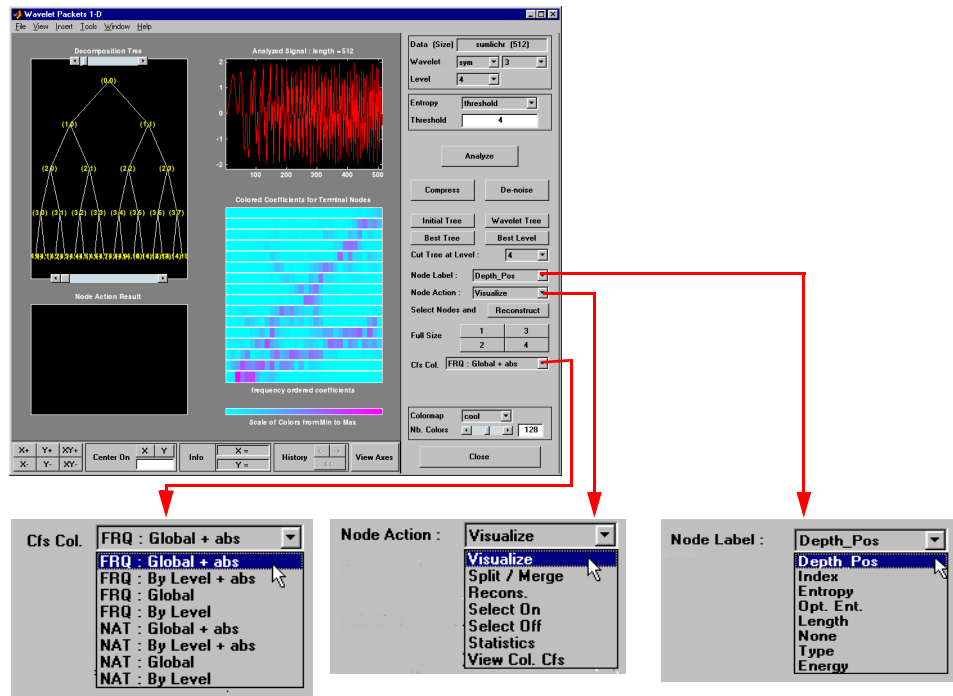 Wavelet Packets 1-D
File View Insert Tools Window Help
Decomposition Tree
(0,0)
(1,0) (1,1)
(2,0) (2,1) (2,2) (2,3)
(3,0) (3,1) (3,2) (3,3) (3,4) (3,5) (3,6) (3,7)
Analyzed Signal : length = 512
2
1
0
-1
-2
100 200 300 400 500
Colored Coefficients for Terminal Nodes
frequency ordered coefficients
Scale of Colors from Min to Max
Node Action Result
Data (Size) sumlichr (512)
Wavelet sym 3
Level 4
Entropy threshold
Threshold 4
Analyze
Compress De-noise
Initial Tree Wavelet Tree
Best Tree Best Level
Cut Tree at Level : 4
Node Label : Depth_Pos
Node Action : Visualize
Select Nodes and Reconstruct
Full Size 1 3
2 4
Cfs Col. FRQ : Global + abs
Colormap cool
Nb. Colors 128
Close
X+ Y+ XY+
X- Y- XY-
Center On X Y
Info X =
Y =
History <- ->
<<-
View Axes
Cfs Col. FRQ : Global + abs
FRQ : Global + abs
FRQ : By Level + abs
FRQ : Global
FRQ : By Level
NAT : Global + abs
NAT : By Level + abs
NAT : Global
NAT : By Level
Node Action : Visualize
Visualize
Split / Merge
Recons.
Select On
Select Off
Statistics
View Col. Cfs
Node Label : Depth_Pos
Depth_Pos
Index
Entropy
Opt. Ent.
Length
None
Type
Energy